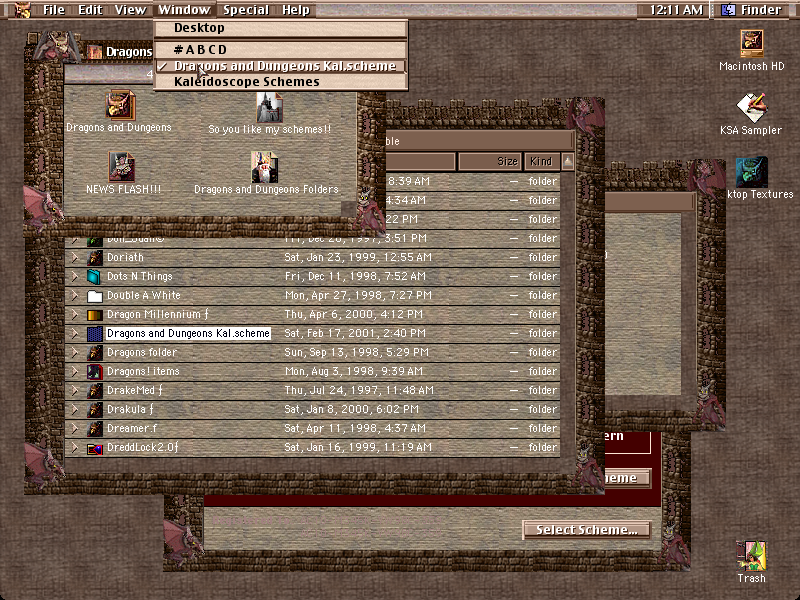 File Edit View Window Special Help 12:11 AM Finder
Desktop
#ABCD
✓ Dragons and Dungeons Kal.scheme
Kaleidoscope Schemes
Dragons
4
Dragons and Dungeons
So you like my schemes!!
NEWS FLASH!!!
Dragons and Dungeons Folders
Macintosh HD
KSA Sampler
ktop Textures
Trash
ble
Size Kind
8:39 AM — folder
4:34 AM — folder
22 PM — folder
Don_Juan© Fri, Dec 26, 1997, 3:51 PM — folder
Doriath Sat, Jan 23, 1999, 12:55 AM — folder
Dots N Things Fri, Dec 11, 1998, 7:52 AM — folder
Double A White Mon, Apr 27, 1998, 7:27 PM — folder
Dragon Millennium ƒ Thu, Apr 6, 2000, 4:12 PM — folder
Dragons and Dungeons Kal.scheme Sat, Feb 17, 2001, 2:40 PM — folder
Dragons folder Sun, Sep 13, 1998, 5:29 PM — folder
Dragons! items Mon, Aug 3, 1998, 9:39 AM — folder
DrakeMed ƒ Thu, Jul 24, 1997, 11:48 AM — folder
Drakula ƒ Sat, Jan 8, 2000, 6:02 PM — folder
Dreamer.f Sat, Apr 11, 1998, 4:37 AM — folder
DreddLock2.0ƒ Sat, Jan 16, 1999, 11:19 AM — folder
ern
heme
Select Scheme...